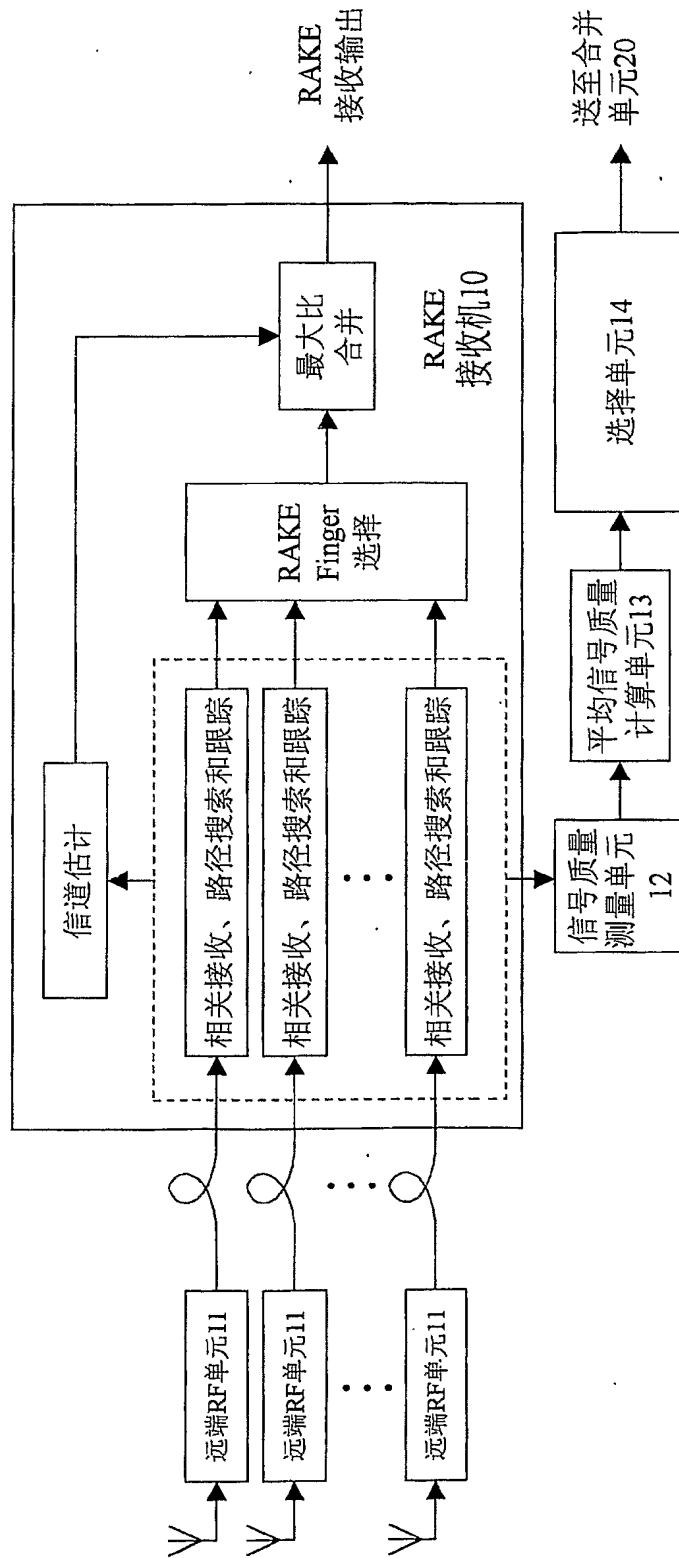 远端RF单元11
远端RF单元11
远端RF单元11
信道估计
相关接收、路径搜索和跟踪
相关接收、路径搜索和跟踪
相关接收、路径搜索和跟踪
RAKE
Finger
选择
最大比
合并
RAKE
接收机10
RAKE
接收输出
信号质量
测量单元
12
平均信号质量
计算单元13
选择单元14
送至合并
单元20